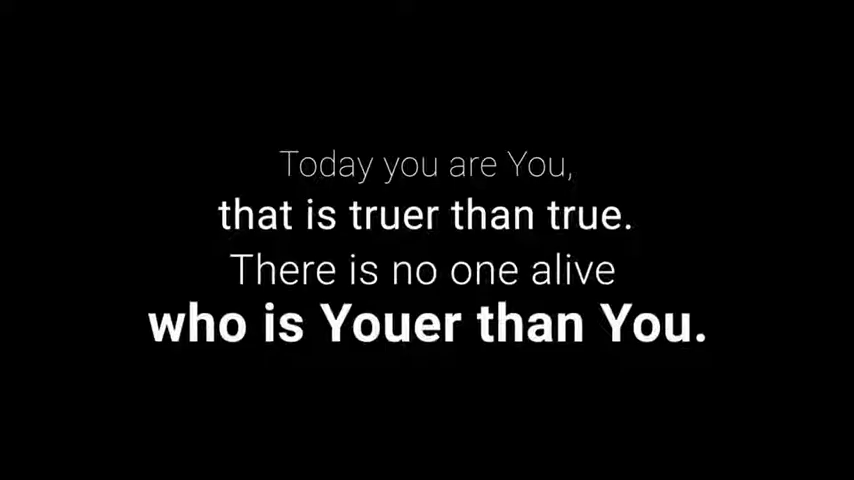 Today you are You,
that is truer than true.
There is no one alive
who is Youer than You.